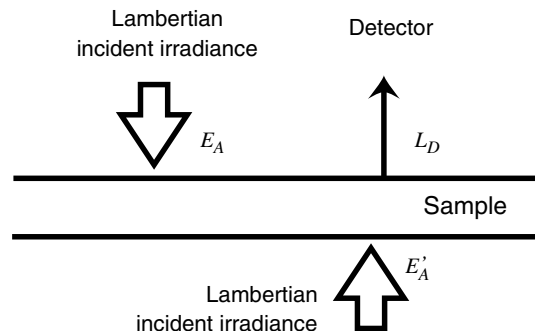 Lambertian
incident irradiance
Detector
E_A
L_D
Sample
E'_A
Lambertian
incident irradiance